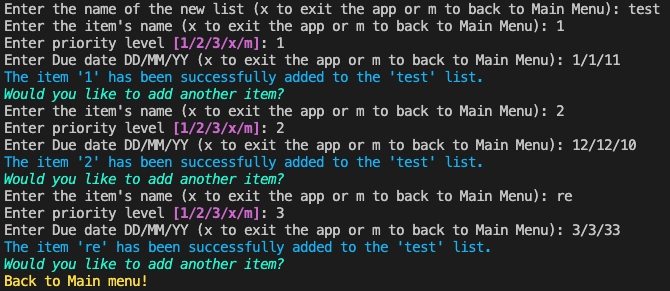 Enter the name of the new list (x to exit the app or m to back to Main Menu): test
Enter the item's name (x to exit the app or m to back to Main Menu): 1
Enter priority level [1/2/3/x/m]: 1
Enter Due date DD/MM/YY (x to exit the app or m to back to Main Menu): 1/1/11
The item '1' has been successfully added to the 'test' list.
Would you like to add another item?
Enter the item's name (x to exit the app or m to back to Main Menu): 2
Enter priority level [1/2/3/x/m]: 2
Enter Due date DD/MM/YY (x to exit the app or m to back to Main Menu): 12/12/10
The item '2' has been successfully added to the 'test' list.
Would you like to add another item?
Enter the item's name (x to exit the app or m to back to Main Menu): re
Enter priority level [1/2/3/x/m]: 3
Enter Due date DD/MM/YY (x to exit the app or m to back to Main Menu): 3/3/33
The item 're' has been successfully added to the 'test' list.
Would you like to add another item?
Back to Main menu!